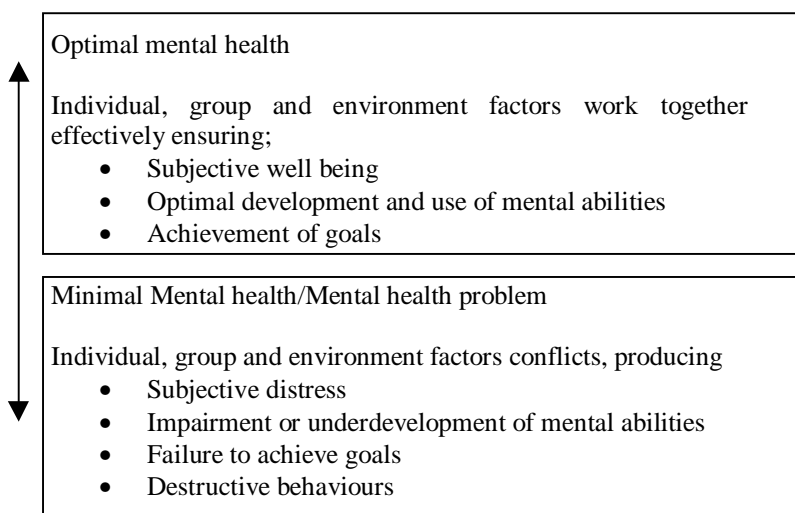 Optimal mental health
Individual, group and environment factors work together
effectively ensuring;
• Subjective well being
• Optimal development and use of mental abilities
• Achievement of goals
Minimal Mental health/Mental health problem
Individual, group and environment factors conflicts, producing
• Subjective distress
• Impairment or underdevelopment of mental abilities
• Failure to achieve goals
• Destructive behaviours